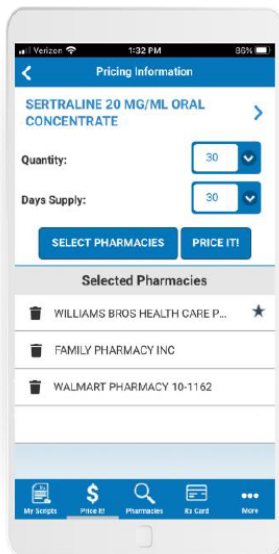 Verizon 1:32 PM 86%
Pricing Information
SERTRALINE 20 MG/ML ORAL
CONCENTRATE
Quantity: 30
Days Supply: 30
SELECT PHARMACIES PRICE IT!
Selected Pharmacies
WILLIAMS BROS HEALTH CARE P...
FAMILY PHARMACY INC
WALMART PHARMACY 10-1162
My Scripts Price It! Pharmacies Rx Card More